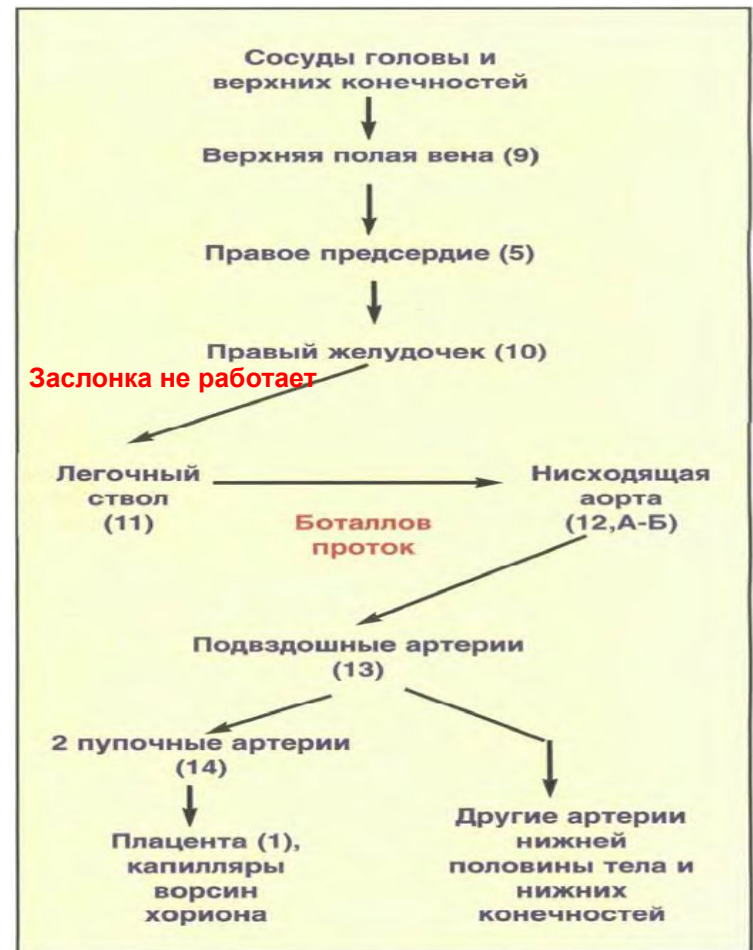 Сосуды головы и
верхних конечностей
Верхняя полая вена (9)
Правое предсердие (5)
Правый желудочек (10)
Заслонка не работает
Легочный
ствол
(11)
Боталлов
проток
Нисходящая
аорта
(12,А-Б)
Подвздошные артерии
(13)
2 пупочные артерии
(14)
Плацента (1),
капилляры
ворсин
хориона
Другие артерии
нижней
половины тела и
нижних
конечностей